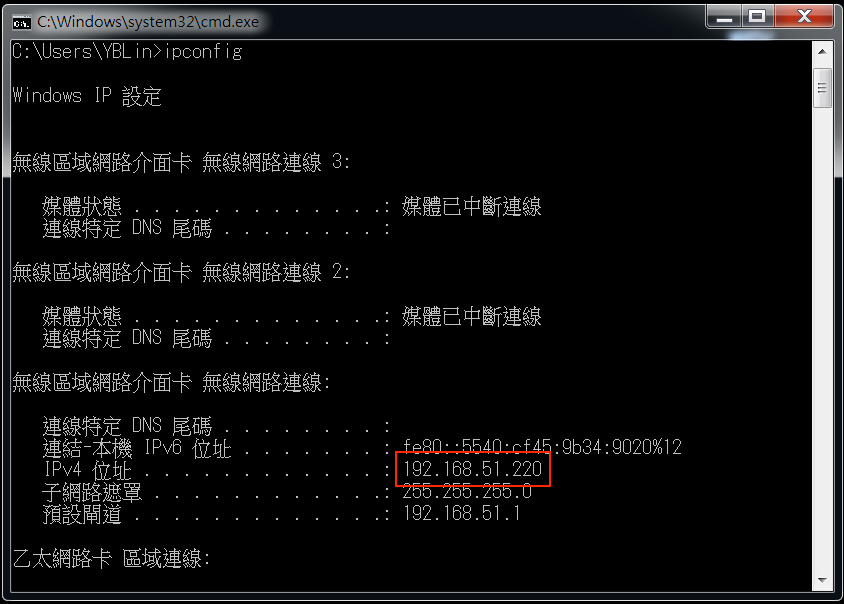 C:\Windows\system32\cmd.exe
C:\Users\YBLin>ipconfig
Windows IP 設定
無線區域網路介面卡 無線網路連線 3:
媒體狀態 . . . . . . . . . . . . .: 媒體已中斷連線
連線特定 DNS 尾碼 . . . . . . . . :
無線區域網路介面卡 無線網路連線 2:
媒體狀態 . . . . . . . . . . . . .: 媒體已中斷連線
連線特定 DNS 尾碼 . . . . . . . . :
無線區域網路介面卡 無線網路連線:
連線特定 DNS 尾碼 . . . . . . . . :
連結-本機 IPv6 位址 . . . . . . . : fe80::5540:cf45:9b34:9020%12
IPv4 位址 . . . . . . . . . . . . : 192.168.51.220
子網路遮罩 . . . . . . . . . . . .: 255.255.255.0
預設閘道 . . . . . . . . . . . . .: 192.168.51.1
乙太網路卡 區域連線: